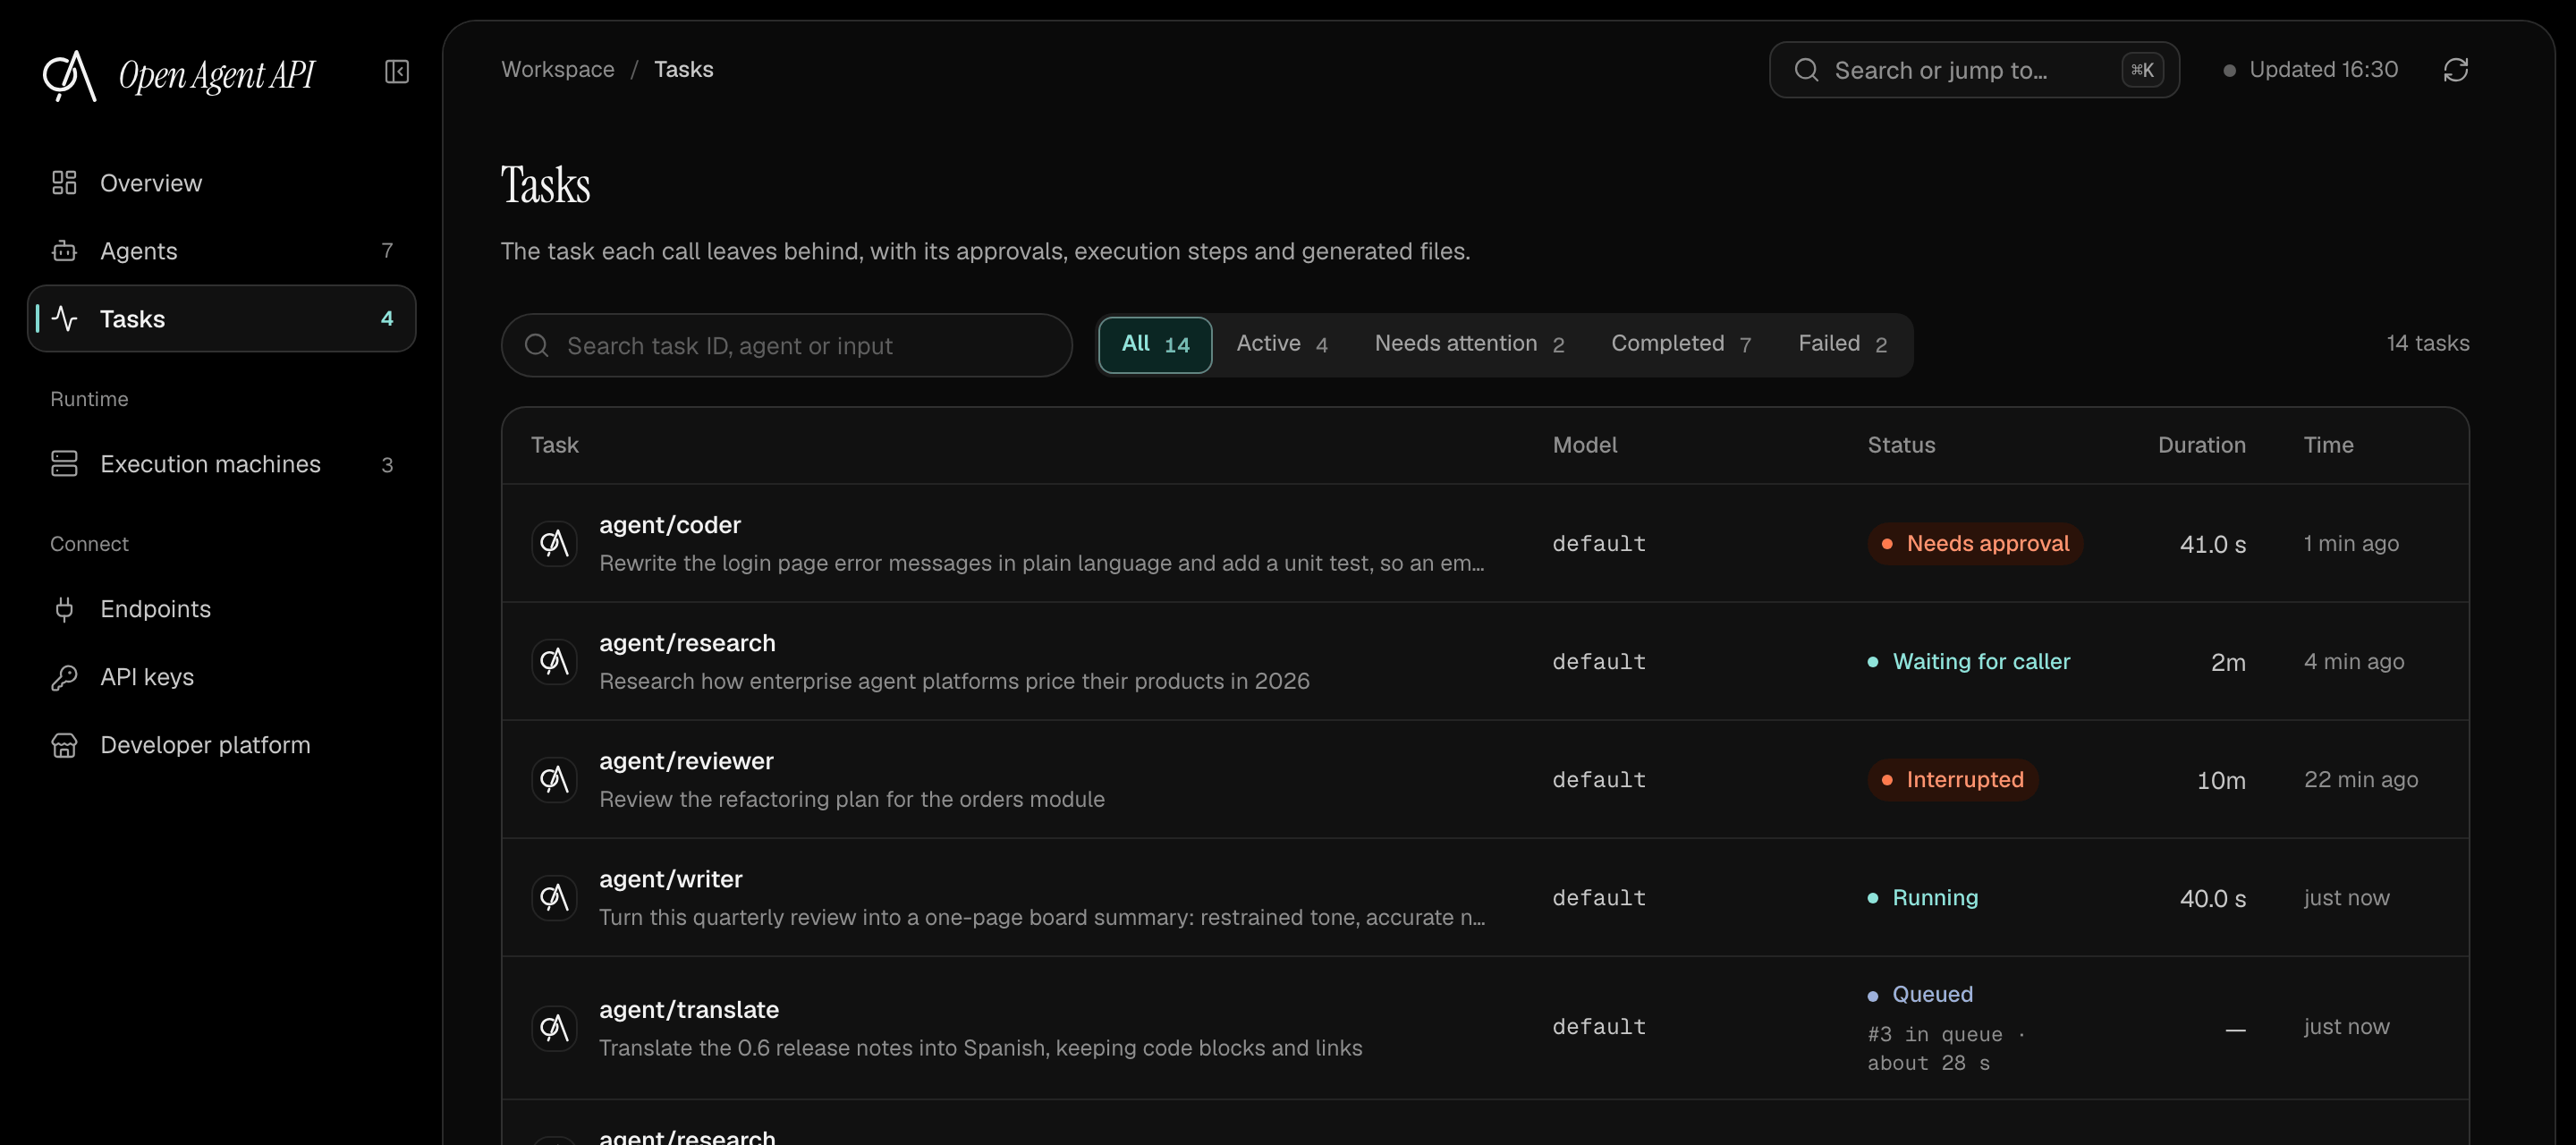 Open Agent API
Overview
Agents 7
Tasks 4
Runtime
Execution machines 3
Connect
Endpoints
API keys
Developer platform
Workspace / Tasks
Search or jump to... ⌘K
Updated 16:30
Tasks
The task each call leaves behind, with its approvals, execution steps and generated files.
Search task ID, agent or input
All 14 Active 4 Needs attention 2 Completed 7 Failed 2
14 tasks
Task Model Status Duration Time
agent/coder
Rewrite the login page error messages in plain language and add a unit test, so an em...
default Needs approval 41.0 s 1 min ago
agent/research
Research how enterprise agent platforms price their products in 2026
default Waiting for caller 2m 4 min ago
agent/reviewer
Review the refactoring plan for the orders module
default Interrupted 10m 22 min ago
agent/writer
Turn this quarterly review into a one-page board summary: restrained tone, accurate n...
default Running 40.0 s just now
agent/translate
Translate the 0.6 release notes into Spanish, keeping code blocks and links
default Queued
#3 in queue ·
about 28 s
— just now
agent/research